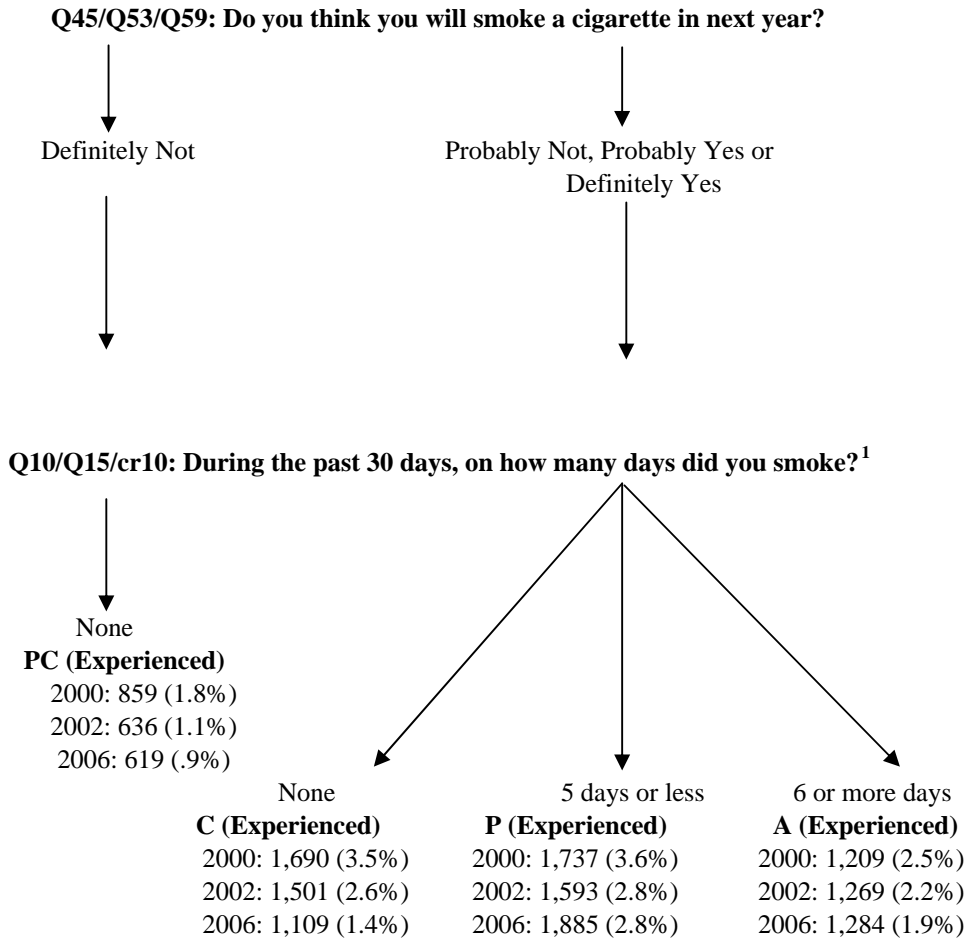 Q45/Q53/Q59: Do you think you will smoke a cigarette in next year?
Definitely Not
Probably Not, Probably Yes or
Definitely Yes
Q10/Q15/cr10: During the past 30 days, on how many days did you smoke?1
None
PC (Experienced)
2000: 859 (1.8%)
2002: 636 (1.1%)
2006: 619 (.9%)
None
C (Experienced)
2000: 1,690 (3.5%)
2002: 1,501 (2.6%)
2006: 1,109 (1.4%)
5 days or less
P (Experienced)
2000: 1,737 (3.6%)
2002: 1,593 (2.8%)
2006: 1,885 (2.8%)
6 or more days
A (Experienced)
2000: 1,209 (2.5%)
2002: 1,269 (2.2%)
2006: 1,284 (1.9%)